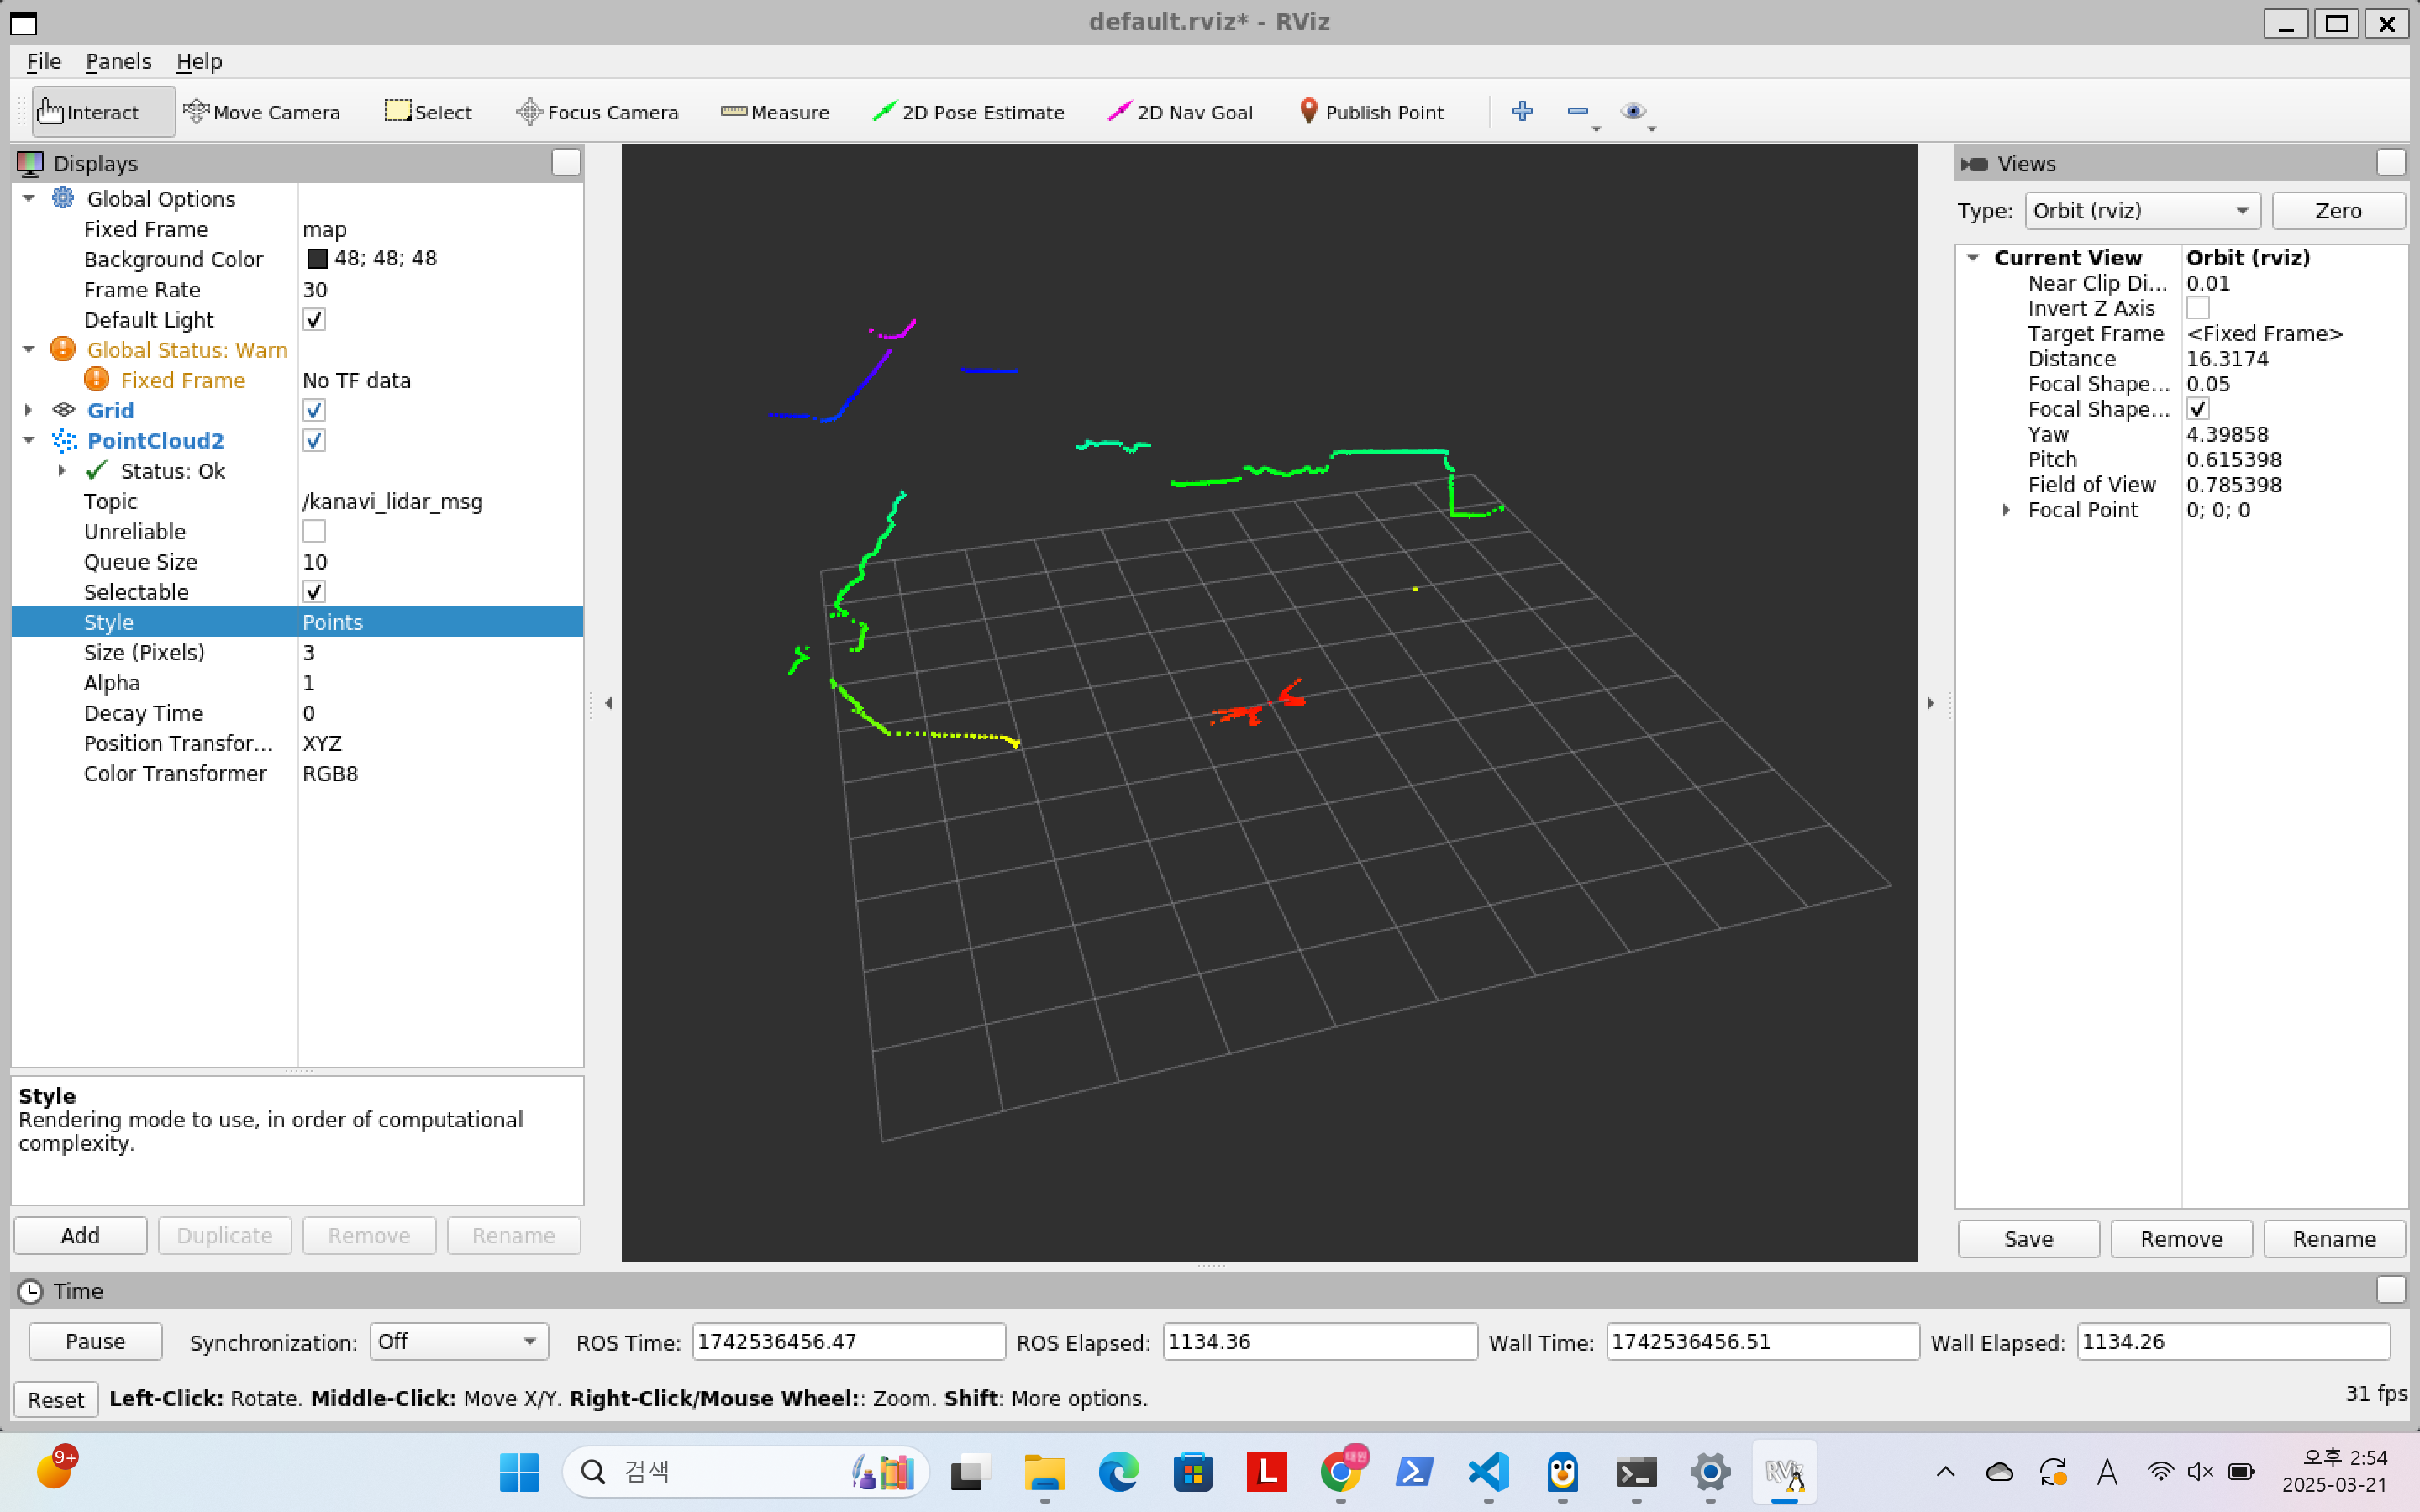 default.rviz* - RViz
File Panels Help
Interact Move Camera Select Focus Camera Measure 2D Pose Estimate 2D Nav Goal Publish Point
Displays
Global Options
Fixed Frame map
Background Color 48; 48; 48
Frame Rate 30
Default Light
Global Status: Warn
Fixed Frame No TF data
Grid
PointCloud2
Status: Ok
Topic /kanavi_lidar_msg
Unreliable
Queue Size 10
Selectable
Style Points
Size (Pixels) 3
Alpha 1
Decay Time 0
Position Transfor... XYZ
Color Transformer RGB8
Style
Rendering mode to use, in order of computational
complexity.
Add Duplicate Remove Rename
Views
Type: Orbit (rviz) Zero
Current View Orbit (rviz)
Near Clip Di... 0.01
Invert Z Axis
Target Frame <Fixed Frame>
Distance 16.3174
Focal Shape... 0.05
Focal Shape...
Yaw 4.39858
Pitch 0.615398
Field of View 0.785398
Focal Point 0; 0; 0
Save Remove Rename
Time
Pause Synchronization: Off ROS Time: 1742536456.47 ROS Elapsed: 1134.36 Wall Time: 1742536456.51 Wall Elapsed: 1134.26
Reset Left-Click: Rotate. Middle-Click: Move X/Y. Right-Click/Mouse Wheel:: Zoom. Shift: More options. 31 fps
9+
검색
L
RViz
A
오후 2:54
2025-03-21